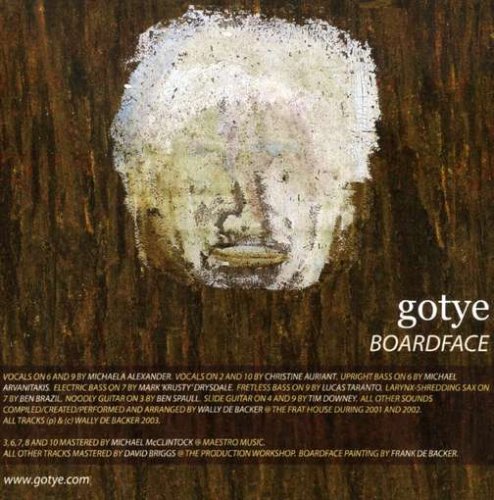 gotye
BOARDFACE
VOCALS ON 6 AND 9 BY MICHAELA ALEXANDER. VOCALS ON 2 AND 10 BY CHRISTINE AURIANT. UPRIGHT BASS ON 6 BY MICHAEL
ARVANITAKIS. ELECTRIC BASS ON 7 BY MARK 'KRUSTY' DRYSDALE. FRETLESS BASS ON 9 BY LUCAS TARANTO. LARYNX-SHREDDING SAX ON
7 BY BEN BRAZIL. NOODLY GUITAR ON 3 BY BEN SPAULL. SLIDE GUITAR ON 4 AND 9 BY TIM DOWNEY. ALL OTHER SOUNDS
COMPILED/CREATED/PERFORMED AND ARRANGED BY WALLY DE BACKER @ THE FRAT HOUSE DURING 2001 AND 2002.
ALL TRACKS (p) & (c) WALLY DE BACKER 2003.
3, 6, 7, 8 AND 10 MASTERED BY MICHAEL McCLINTOCK @ MAESTRO MUSIC.
ALL OTHER TRACKS MASTERED BY DAVID BRIGGS @ THE PRODUCTION WORKSHOP. BOARDFACE PAINTING BY FRANK DE BACKER.
www.gotye.com